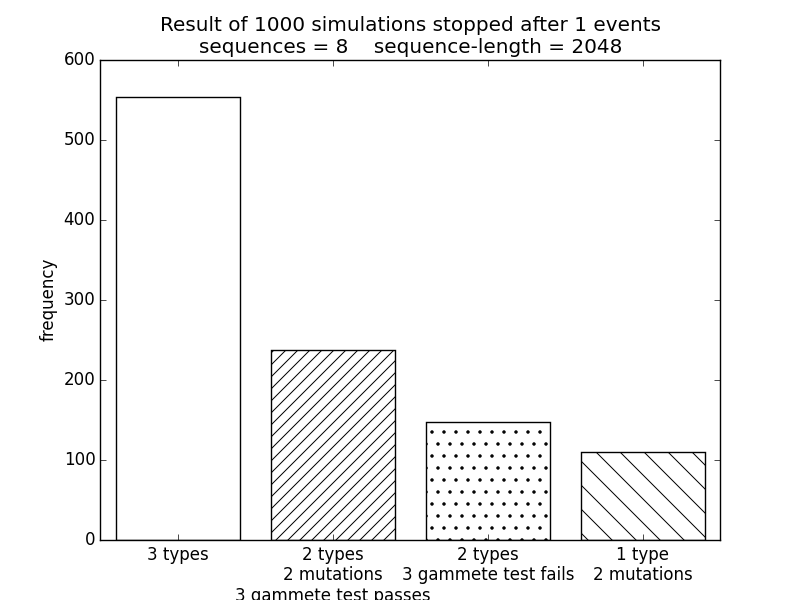 Result of 1000 simulations stopped after 1 events
sequences = 8    sequence-length = 2048
600
500
400
300
200
100
0
frequency
3 types
2 types
2 mutations
3 gammete test passes
2 types
3 gammete test fails
1 type
2 mutations